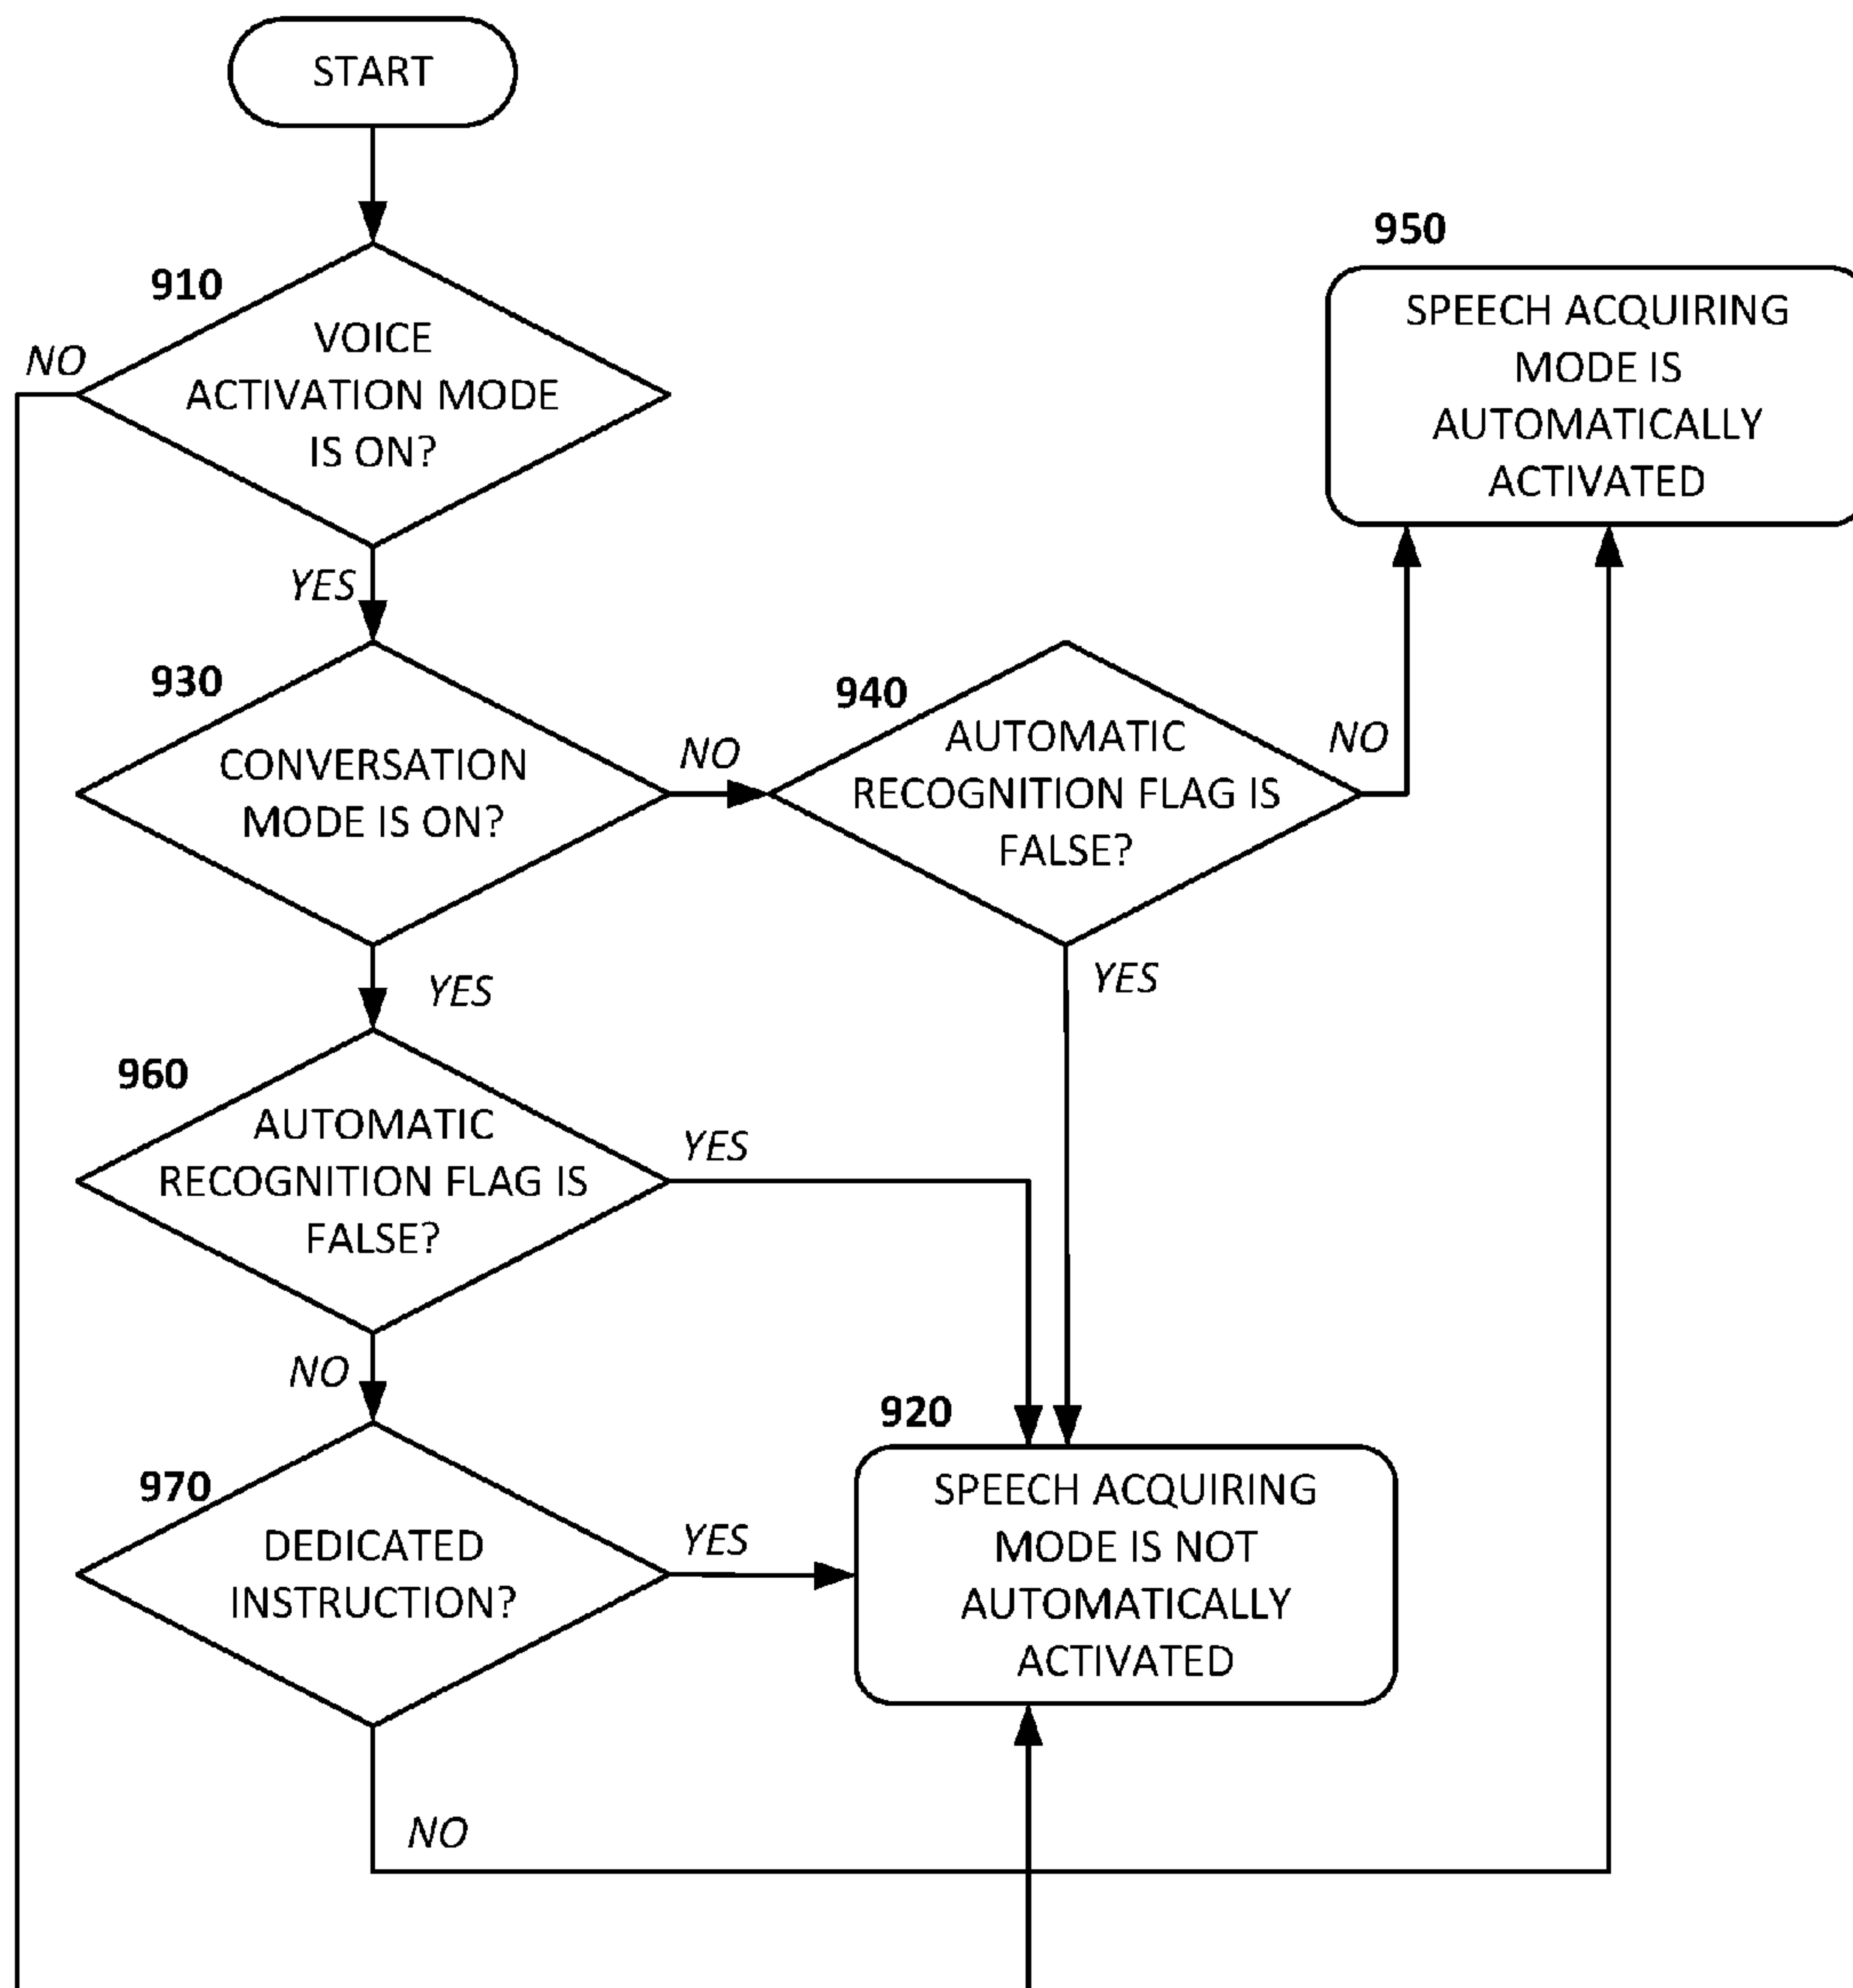 START
910
VOICE
ACTIVATION MODE
IS ON?
NO
YES
950
SPEECH ACQUIRING
MODE IS
AUTOMATICALLY
ACTIVATED
930
CONVERSATION
MODE IS ON?
NO
YES
940
AUTOMATIC
RECOGNITION FLAG IS
FALSE?
NO
YES
960
AUTOMATIC
RECOGNITION FLAG IS
FALSE?
YES
NO
970
DEDICATED
INSTRUCTION?
YES
NO
920
SPEECH ACQUIRING
MODE IS NOT
AUTOMATICALLY
ACTIVATED